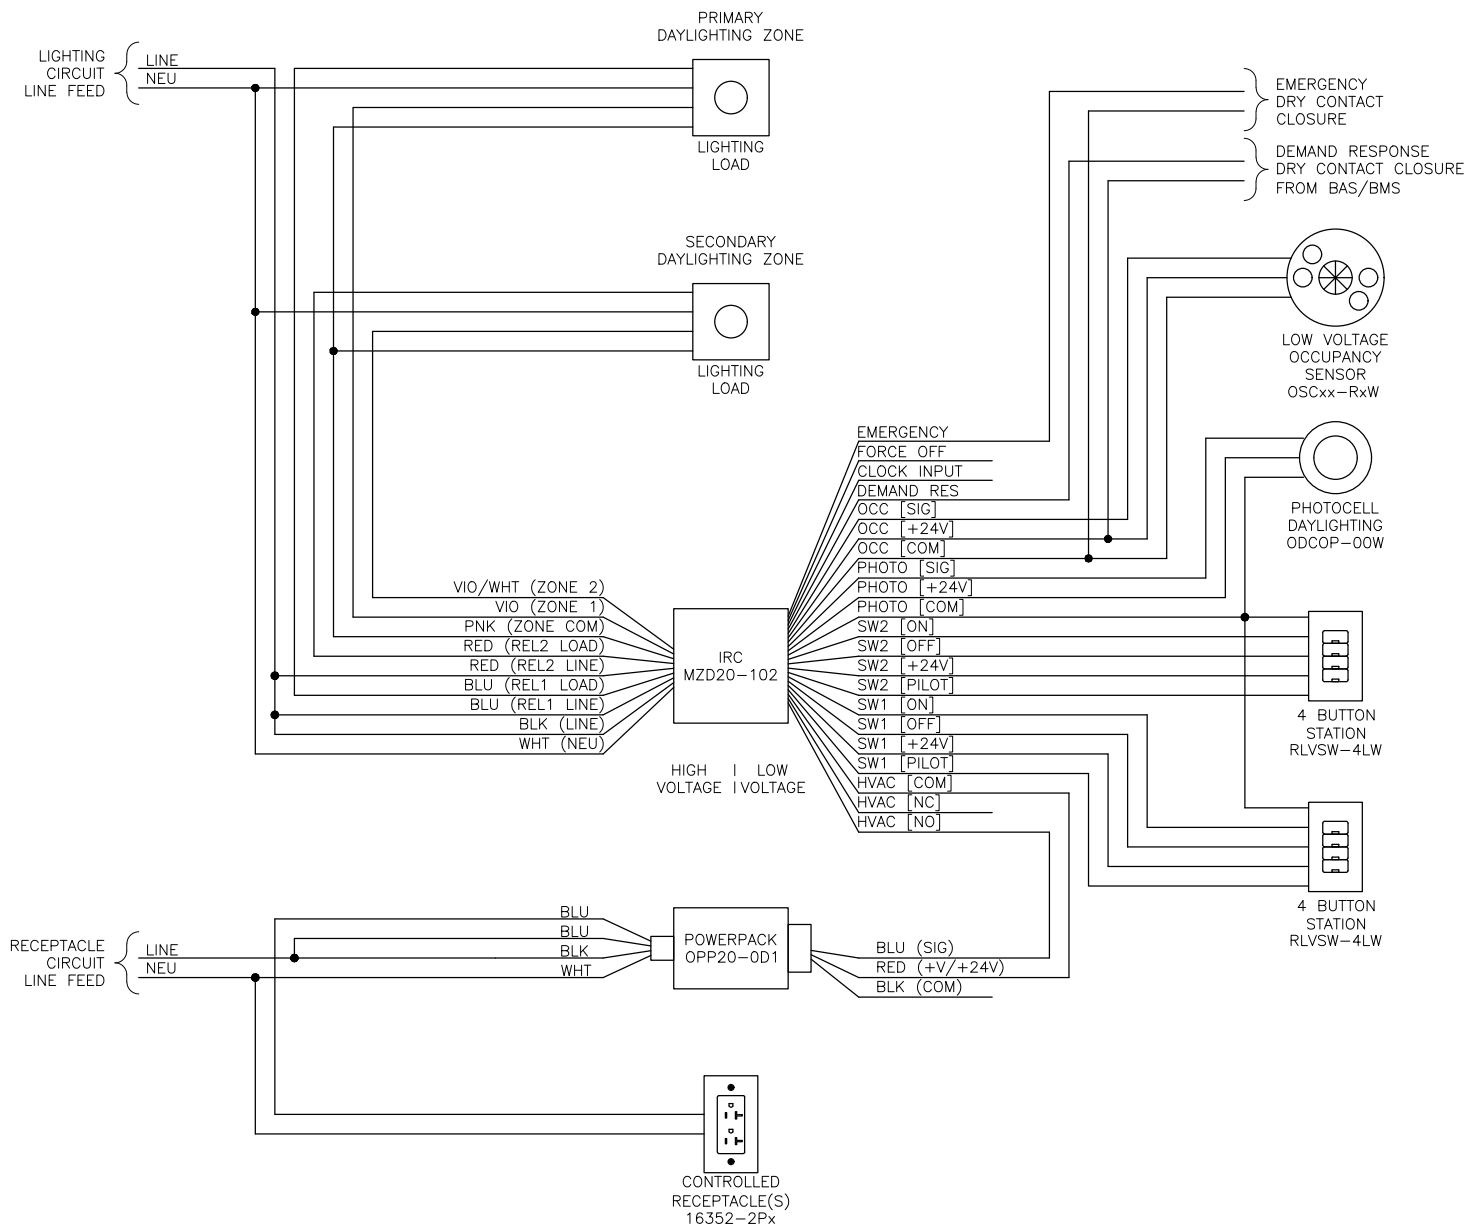 PRIMARY
DAYLIGHTING ZONE
LIGHTING
CIRCUIT
LINE FEED
LINE
NEU
LIGHTING
LOAD
EMERGENCY
DRY CONTACT
CLOSURE
DEMAND RESPONSE
DRY CONTACT CLOSURE
FROM BAS/BMS
SECONDARY
DAYLIGHTING ZONE
LIGHTING
LOAD
LOW VOLTAGE
OCCUPANCY
SENSOR
OSCxx-RxW
PHOTOCELL
DAYLIGHTING
ODCOP-00W
EMERGENCY
FORCE OFF
CLOCK INPUT
DEMAND RES
OCC [SIG]
OCC [+24V]
OCC [COM]
PHOTO [SIG]
PHOTO [+24V]
PHOTO [COM]
SW2 [ON]
SW2 [OFF]
SW2 [+24V]
SW2 [PILOT]
SW1 [ON]
SW1 [OFF]
SW1 [+24V]
SW1 [PILOT]
HVAC [COM]
HVAC [NC]
HVAC [NO]
VIO/WHT (ZONE 2)
VIO (ZONE 1)
PNK (ZONE COM)
RED (REL2 LOAD)
RED (REL2 LINE)
BLU (REL1 LOAD)
BLU (REL1 LINE)
BLK (LINE)
WHT (NEU)
IRC
MZD20-102
HIGH | LOW
VOLTAGE | VOLTAGE
4 BUTTON
STATION
RLVSW-4LW
4 BUTTON
STATION
RLVSW-4LW
RECEPTACLE
CIRCUIT
LINE FEED
LINE
NEU
BLU
BLU
BLK
WHT
POWERPACK
OPP20-0D1
BLU (SIG)
RED (+V/+24V)
BLK (COM)
CONTROLLED
RECEPTACLE(S)
16352-2Px